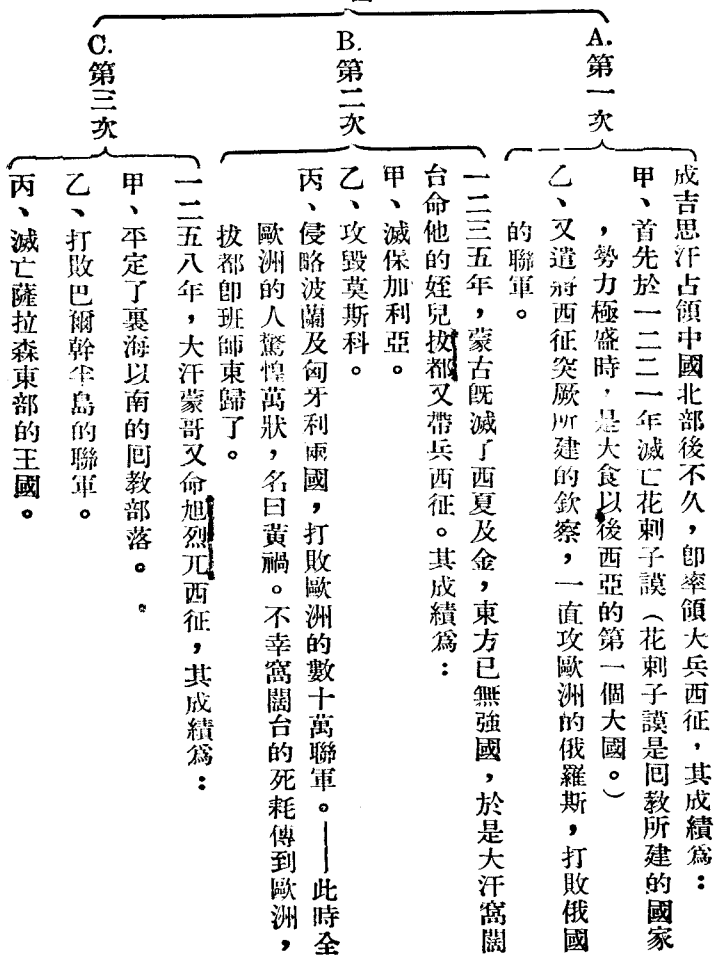 A. 第一次
成吉思汗占領中國北部後不久，卽率領大兵西征，其成績爲：
甲、首先於一二二一年滅亡花剌子謨（花剌子謨是回教所建的國家
，勢力極盛時，是大食以後西亞的第一個大國。）
乙、又遣將西征突厥所建的欽察，一直攻歐洲的俄羅斯，打敗俄國
的聯軍。
B. 第二次
一二三五年，蒙古旣滅了西夏及金，東方已無強國，於是大汗窩闊
台命他的姪兒拔都又帶兵西征。其成績爲：
甲、滅保加利亞。
乙、攻毀莫斯科。
丙、侵略波蘭及匈牙利兩國，打敗歐洲的數十萬聯軍。——此時全
歐洲的人驚惶萬狀，名曰黃禍。不幸窩闊台的死耗傳到歐洲，
拔都卽班師東歸了。
C. 第三次
一二五八年，大汗蒙哥又命旭烈兀西征，其成績爲：
甲、平定了裏海以南的回教部落。
乙、打敗巴爾幹半島的聯軍。
丙、滅亡薩拉森東部的王國。